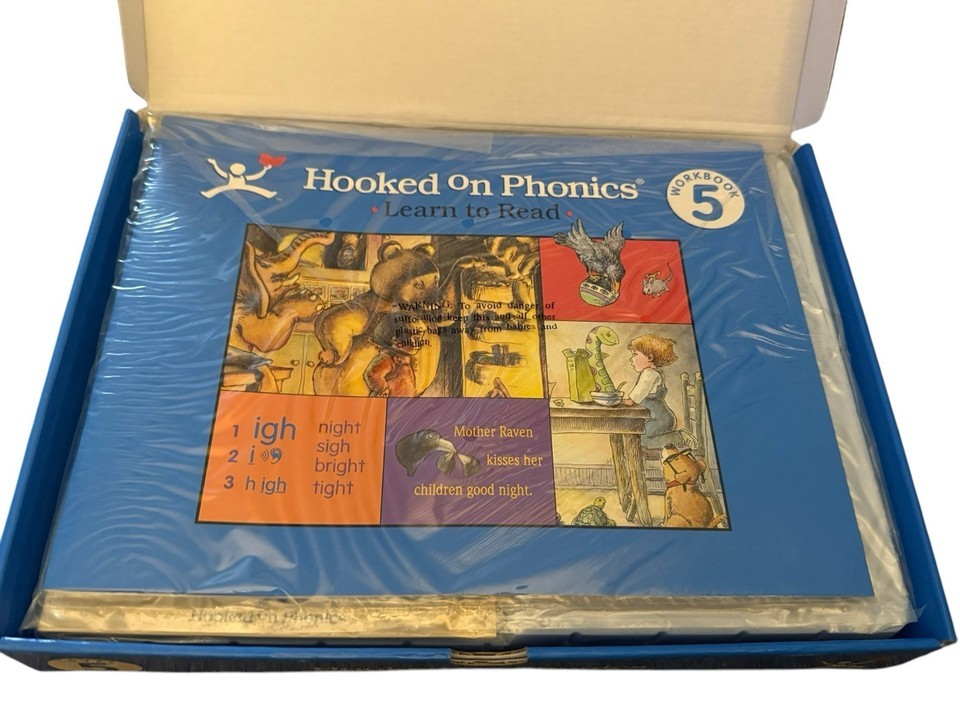 Hooked On Phonics®
• Learn to Read •
WORKBOOK
5
"WARNING: To avoid danger of
suffocation keep this and all other
plastic bags away from babies and
children
1 igh
2 i
3 high
night
sigh
bright
tight
Mother Raven
kisses her
children good night.
Hooked On Phonics